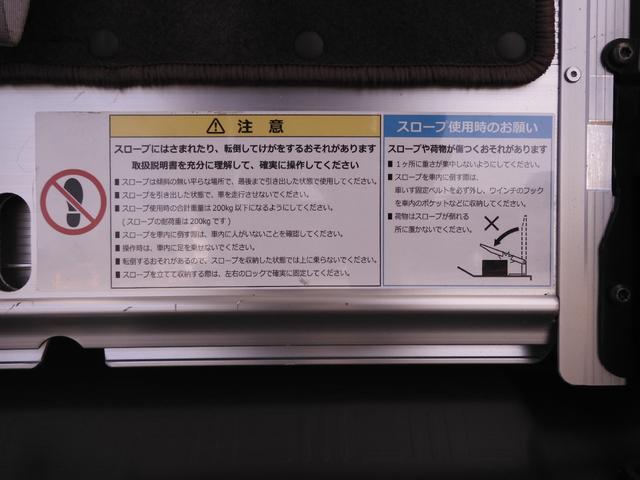 注意
スロープにはさまれたり、転倒してけがをするおそれがあります
取扱説明書を充分に理解して、確実に操作してください
■スロープは傾斜の無い平らな場所で、最後まで引き出した状態で使用してください。
■スロープを引き出した状態で、車を走行させないでください。
■スロープ使用時の合計重量は200kg以下になるようにしてください。
(スロープの耐荷重は200kgです)
■スロープを車内に倒す際は、車内に人がいないことを確認してください。
■操作時は、車内に足を乗せないでください。
■転倒するおそれがあるので、スロープを収納した状態では上に乗らないでください。
■スロープを立てて収納する際は、左右のロックで確実に固定してください。
スロープ使用時のお願い
スロープや荷物が傷つくおそれがあります
■1ヶ所に重さが集中しないようにしてください。
■スロープを車内に倒す際は、
車いす固定ベルトを必ず外し、ウインチのフック
を車内のポケットなどに収納してください。
■荷物はスロープが倒れる
所に置かないでください。